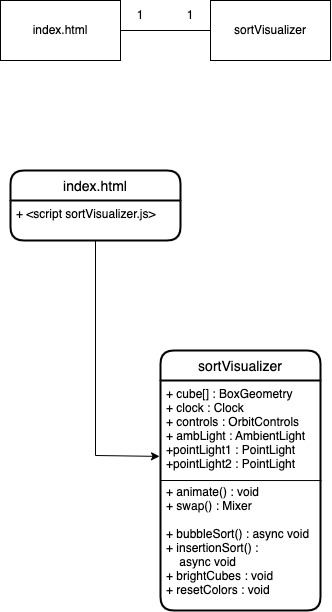 index.html
1
1
sortVisualizer
index.html
+ <script sortVisualizer.js>
sortVisualizer
+ cube[] : BoxGeometry
+ clock : Clock
+ controls : OrbitControls
+ ambLight : AmbientLight
+pointLight1 : PointLight
+pointLight2 : PointLight
+ animate() : void
+ swap() : Mixer
+ bubbleSort() : async void
+ insertionSort() :
async void
+ brightCubes : void
+ resetColors : void